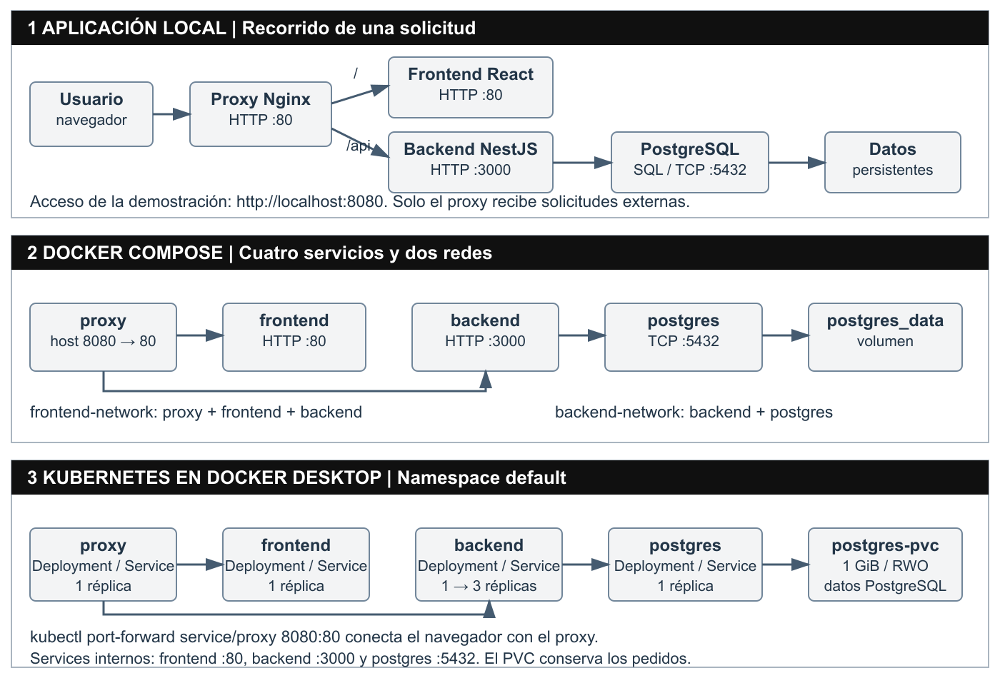 1 APLICACIÓN LOCAL | Recorrido de una solicitud
Usuario
navegador
Proxy Nginx
HTTP :80
/
/api
Frontend React
HTTP :80
Backend NestJS
HTTP :3000
PostgreSQL
SQL / TCP :5432
Datos
persistentes
Acceso de la demostración: http://localhost:8080. Solo el proxy recibe solicitudes externas.
2 DOCKER COMPOSE | Cuatro servicios y dos redes
proxy
host 8080 → 80
frontend
HTTP :80
backend
HTTP :3000
postgres
TCP :5432
postgres_data
volumen
frontend-network: proxy + frontend + backend
backend-network: backend + postgres
3 KUBERNETES EN DOCKER DESKTOP | Namespace default
proxy
Deployment / Service
1 réplica
frontend
Deployment / Service
1 réplica
backend
Deployment / Service
1 → 3 réplicas
postgres
Deployment / Service
1 réplica
postgres-pvc
1 GiB / RWO
datos PostgreSQL
kubectl port-forward service/proxy 8080:80 conecta el navegador con el proxy.
Services internos: frontend :80, backend :3000 y postgres :5432. El PVC conserva los pedidos.